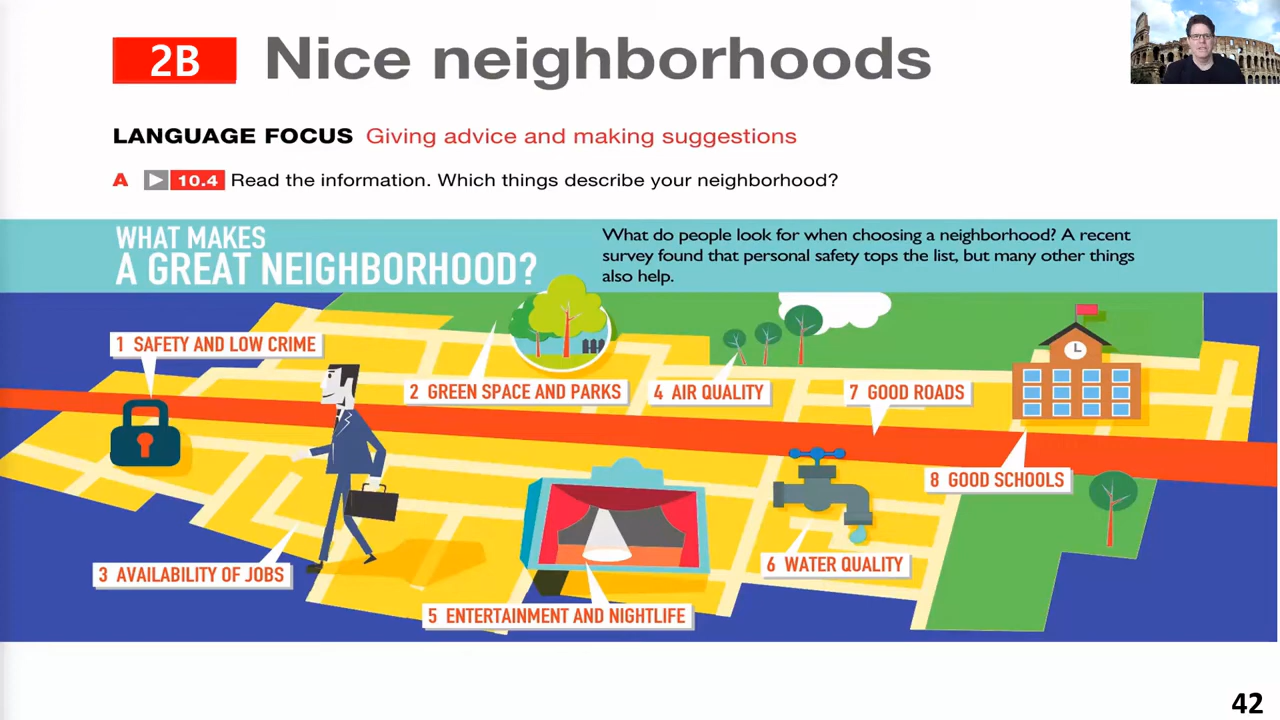 2B
Nice neighborhoods
LANGUAGE FOCUS Giving advice and making suggestions
A 10.4 Read the information. Which things describe your neighborhood?
WHAT MAKES
A GREAT NEIGHBORHOOD?
What do people look for when choosing a neighborhood? A recent
survey found that personal safety tops the list, but many other things
also help.
1 SAFETY AND LOW CRIME
2 GREEN SPACE AND PARKS
4 AIR QUALITY
7 GOOD ROADS
8 GOOD SCHOOLS
6 WATER QUALITY
3 AVAILABILITY OF JOBS
5 ENTERTAINMENT AND NIGHTLIFE
42